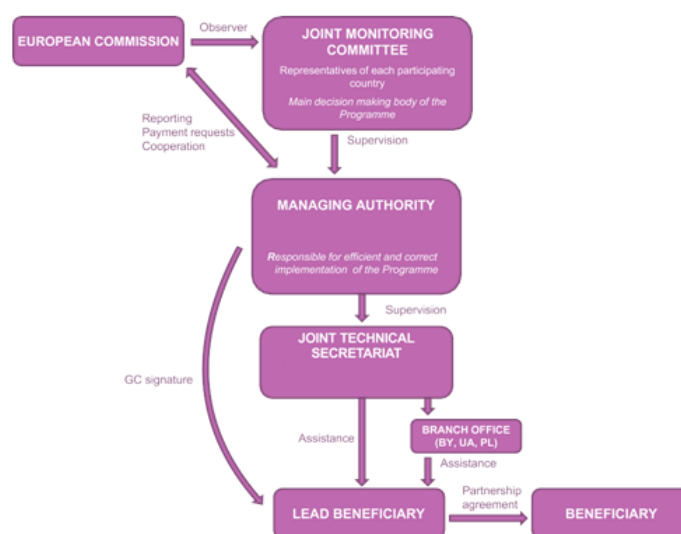 EUROPEAN COMMISSION
Observer
JOINT MONITORING
COMMITTEE
Representatives of each participating
country
Main decision making body of the
Programme
Reporting
Payment requests
Cooperation
Supervision
MANAGING AUTHORITY
Responsible for efficient and correct
implementation of the Programme
Supervision
JOINT TECHNICAL
SECRETARIAT
GC signature
Assistance
BRANCH OFFICE
(BY, UA, PL)
Assistance
LEAD BENEFICIARY
Partnership
agreement
BENEFICIARY